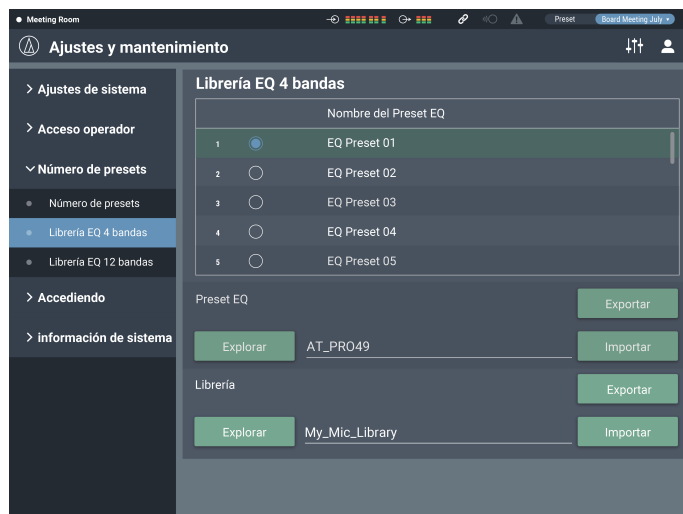 Meeting Room
Preset
Board Meeting July
Ajustes y mantenimiento
Ajustes de sistema
Acceso operador
Número de presets
Número de presets
Librería EQ 4 bandas
Librería EQ 12 bandas
Accediendo
información de sistema
Librería EQ 4 bandas
Nombre del Preset EQ
1 EQ Preset 01
2 EQ Preset 02
3 EQ Preset 03
4 EQ Preset 04
5 EQ Preset 05
Preset EQ
Exportar
Explorar AT_PRO49 Importar
Librería
Exportar
Explorar My_Mic_Library Importar